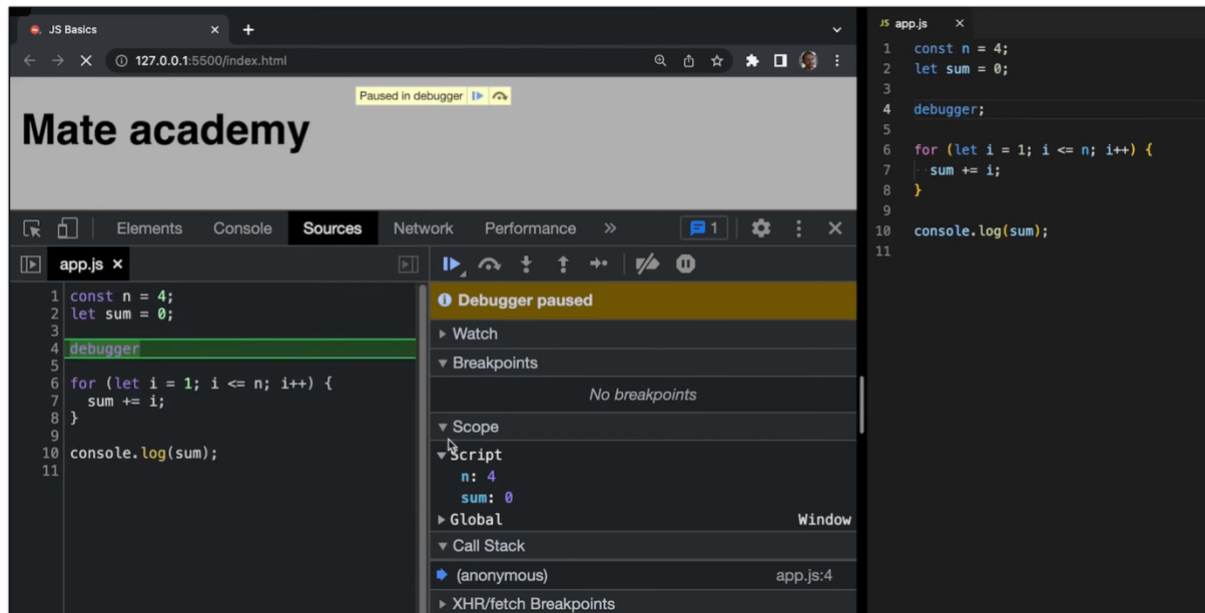 JS Basics
127.0.0.1:5500/index.html
Paused in debugger
Mate academy
Elements Console Sources Network Performance » 1
app.js
1 const n = 4;
2 let sum = 0;
3
4 debugger
5
6 for (let i = 1; i <= n; i++) {
7 sum += i;
8 }
9
10 console.log(sum);
11
Debugger paused
Watch
Breakpoints
No breakpoints
Scope
Script
n: 4
sum: 0
Global Window
Call Stack
(anonymous) app.js:4
XHR/fetch Breakpoints
JS app.js
1 const n = 4;
2 let sum = 0;
3
4 debugger;
5
6 for (let i = 1; i <= n; i++) {
7 sum += i;
8 }
9
10 console.log(sum);
11